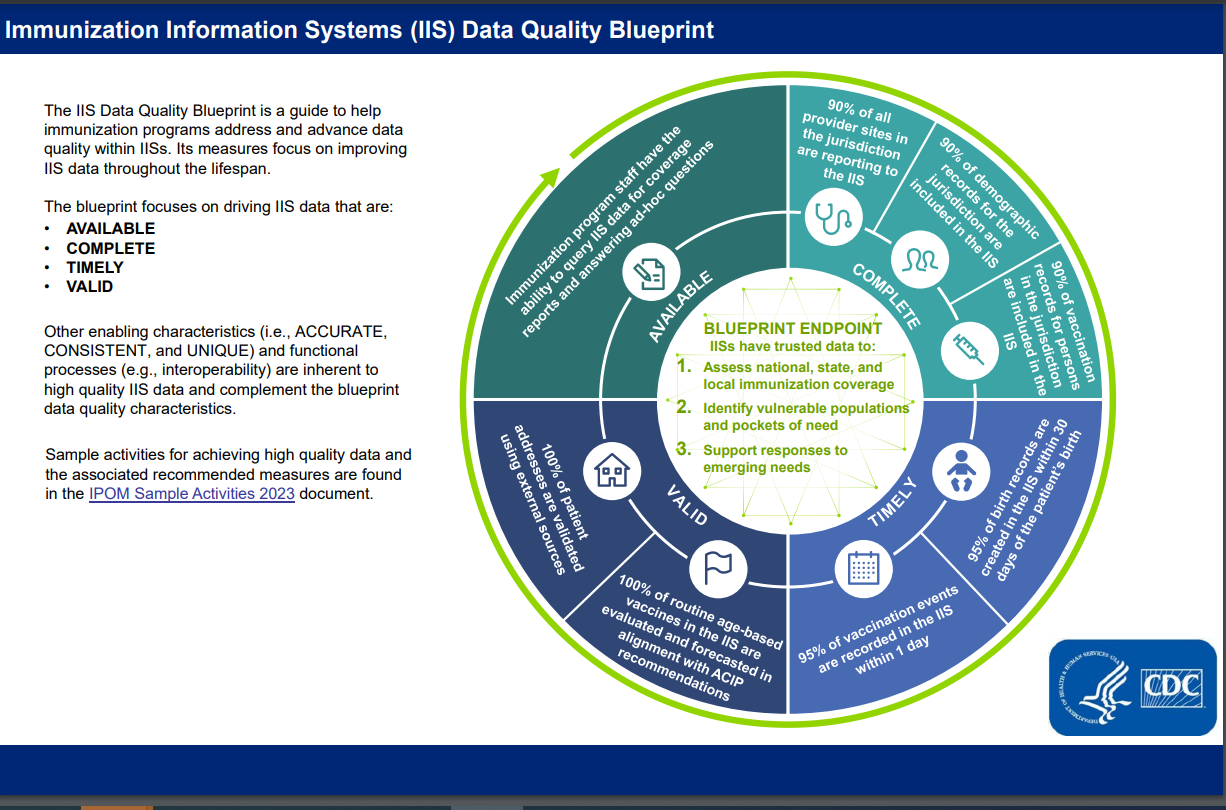 Immunization Information Systems (IIS) Data Quality Blueprint
The IIS Data Quality Blueprint is a guide to help
immunization programs address and advance data
quality within IISs. Its measures focus on improving
IIS data throughout the lifespan.
The blueprint focuses on driving IIS data that are:
• AVAILABLE
• COMPLETE
• TIMELY
• VALID
Other enabling characteristics (i.e., ACCURATE,
CONSISTENT, and UNIQUE) and functional
processes (e.g., interoperability) are inherent to
high quality IIS data and complement the blueprint
data quality characteristics.
Sample activities for achieving high quality data and
the associated recommended measures are found
in the IPOM Sample Activities 2023 document.
Immunization program staff have the
ability to query IIS data for coverage
reports and answering ad-hoc questions
AVAILABLE
90% of all
provider sites in
the jurisdiction
are reporting to
the IIS
90% of demographic
records for the
jurisdiction are
included in the IIS
90% of vaccination
records for persons
in the jurisdiction
are included in the
IIS
COMPLETE
BLUEPRINT ENDPOINT
IISs have trusted data to:
1. Assess national, state, and
local immunization coverage
2. Identify vulnerable populations
and pockets of need
3. Support responses to
emerging needs
95% of birth records are
created in the IIS within 30
days of the patient's birth
TIMELY
95% of vaccination events
are recorded in the IIS
within 1 day
VALID
100% of routine age-based
vaccines in the IIS are
evaluated and forecasted in
alignment with ACIP
recommendations
100% of patient
addresses are validated
using external sources
DEPARTMENT OF HEALTH & HUMAN SERVICES · USA
CDC